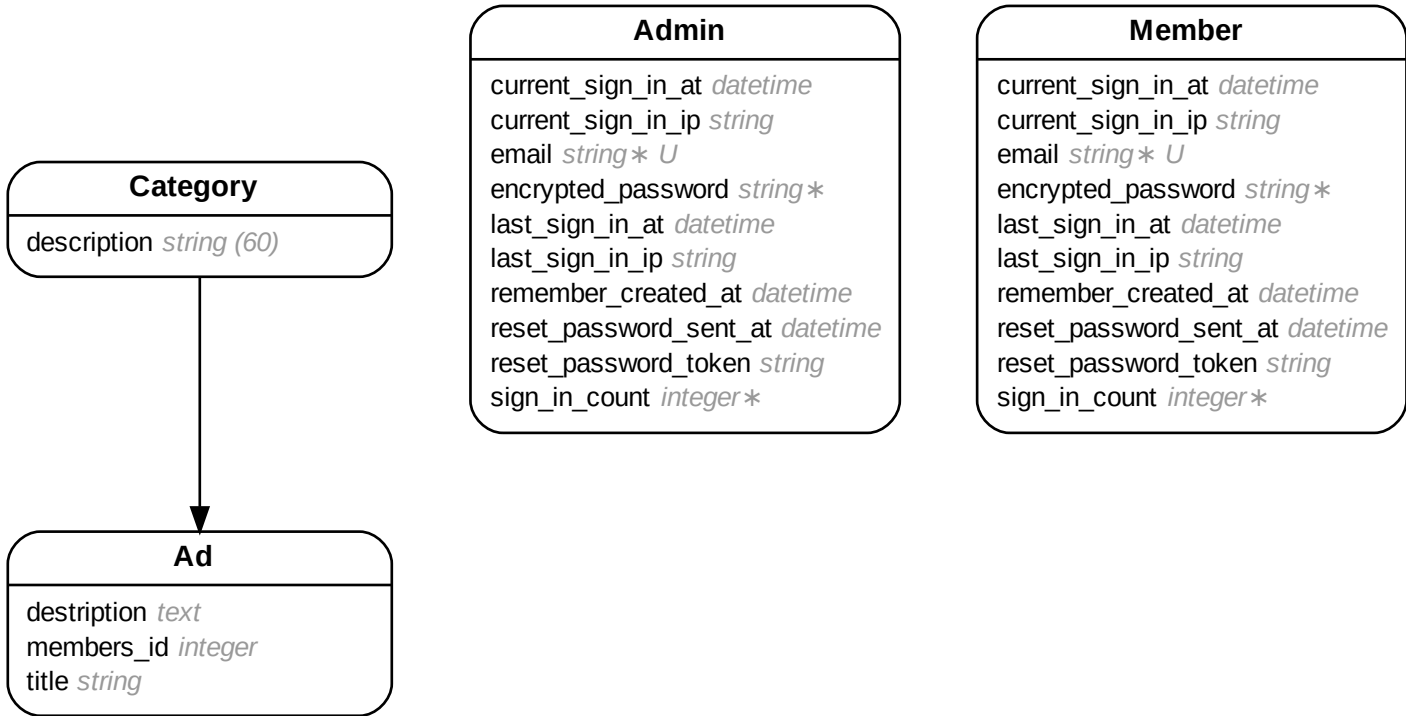 Admin
current_sign_in_at datetime
current_sign_in_ip string
email string∗ U
encrypted_password string∗
last_sign_in_at datetime
last_sign_in_ip string
remember_created_at datetime
reset_password_sent_at datetime
reset_password_token string
sign_in_count integer∗
Member
current_sign_in_at datetime
current_sign_in_ip string
email string∗ U
encrypted_password string∗
last_sign_in_at datetime
last_sign_in_ip string
remember_created_at datetime
reset_password_sent_at datetime
reset_password_token string
sign_in_count integer∗
Category
description string (60)
Ad
destription text
members_id integer
title string